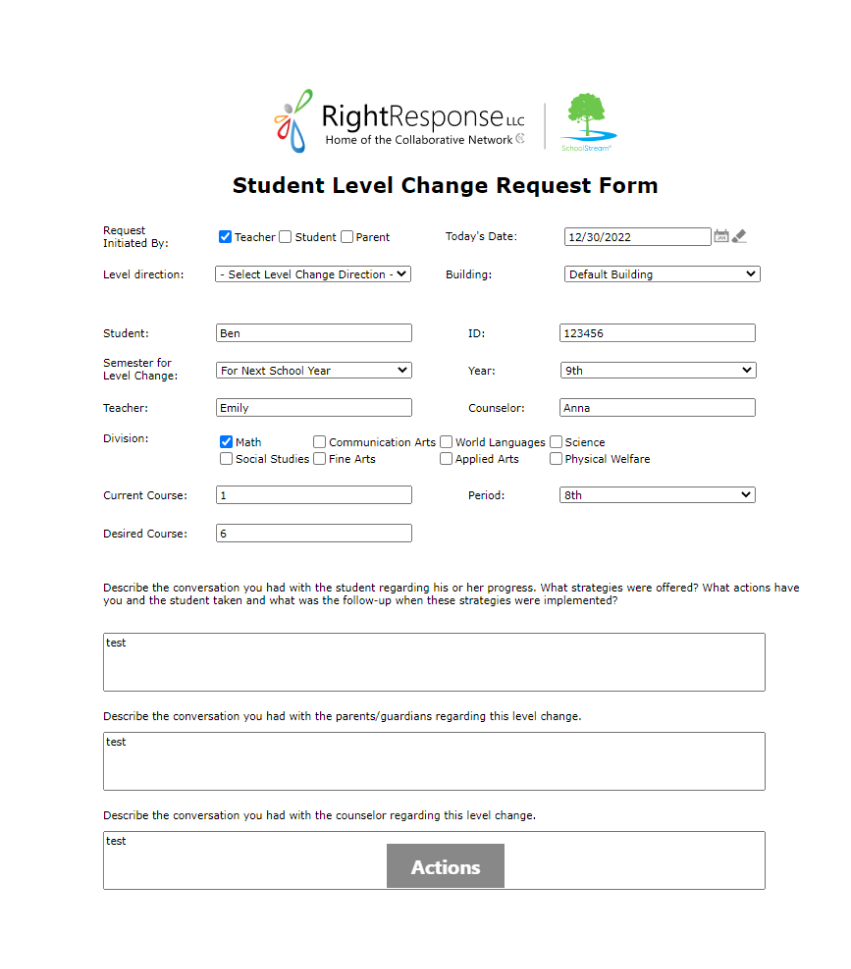 RightResponse LLC
Home of the Collaborative Network
SchoolStream
Student Level Change Request Form
Request Initiated By: Teacher Student Parent Today's Date: 12/30/2022
Level direction: - Select Level Change Direction - Building: Default Building
Student: Ben ID: 123456
Semester for Level Change: For Next School Year Year: 9th
Teacher: Emily Counselor: Anna
Division: Math Communication Arts World Languages Science
Social Studies Fine Arts Applied Arts Physical Welfare
Current Course: 1 Period: 8th
Desired Course: 6
Describe the conversation you had with the student regarding his or her progress. What strategies were offered? What actions have
you and the student taken and what was the follow-up when these strategies were implemented?
test
Describe the conversation you had with the parents/guardians regarding this level change.
test
Describe the conversation you had with the counselor regarding this level change.
test
Actions